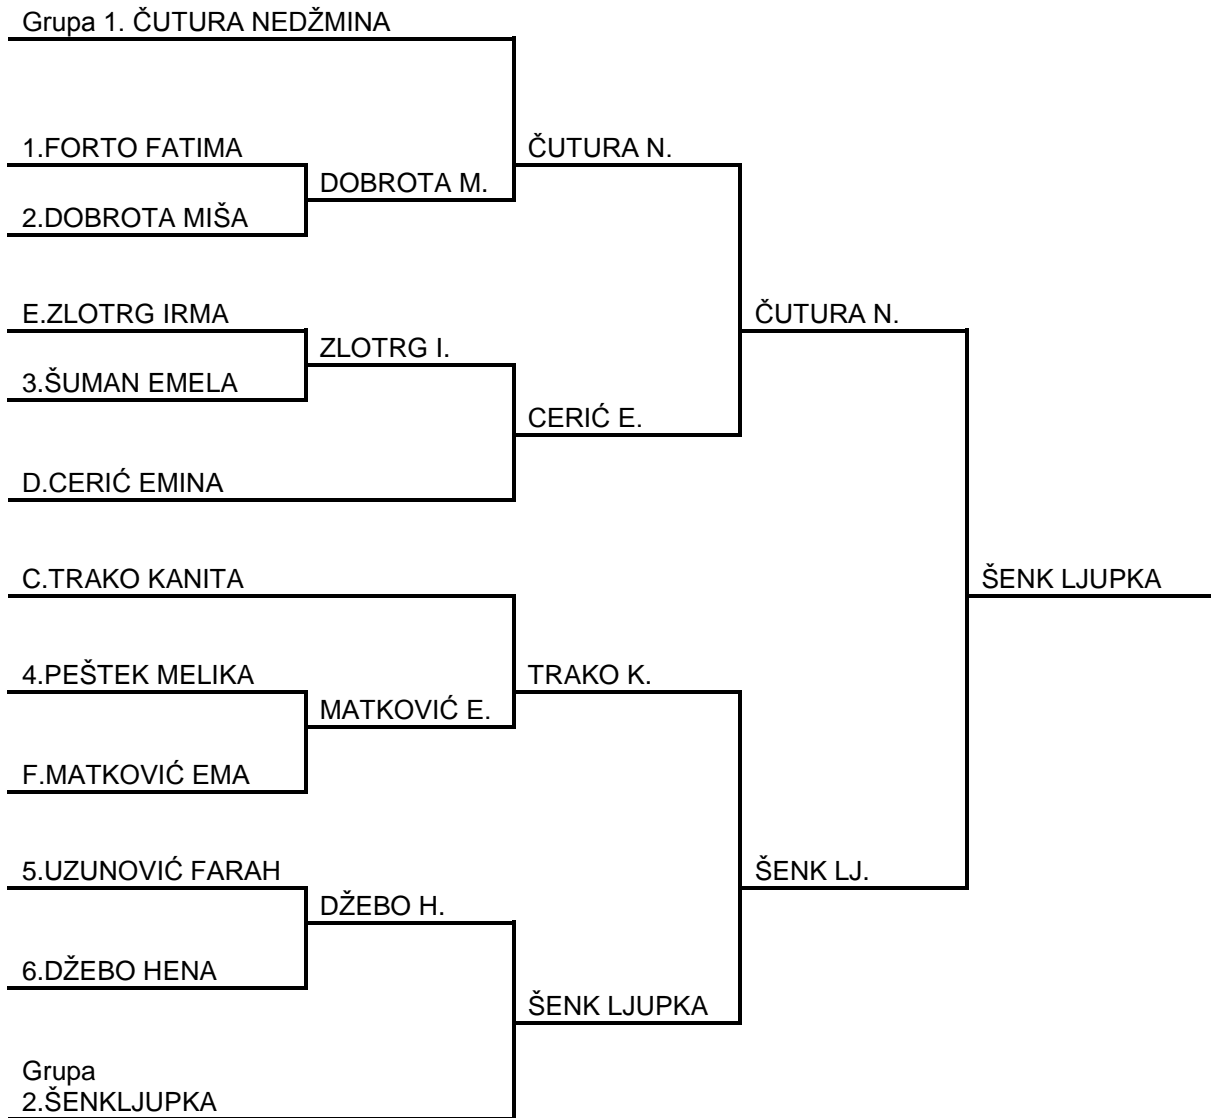 Grupa 1. ČUTURA NEDŽMINA
1.FORTO FATIMA
ČUTURA N.
DOBROTA M.
2.DOBROTA MIŠA
E.ZLOTRG IRMA
ČUTURA N.
ZLOTRG I.
3.ŠUMAN EMELA
CERIĆ E.
D.CERIĆ EMINA
C.TRAKO KANITA
ŠENK LJUPKA
4.PEŠTEK MELIKA
TRAKO K.
MATKOVIĆ E.
F.MATKOVIĆ EMA
5.UZUNOVIĆ FARAH
ŠENK LJ.
DŽEBO H.
6.DŽEBO HENA
ŠENK LJUPKA
Grupa
2.ŠENKLJUPKA